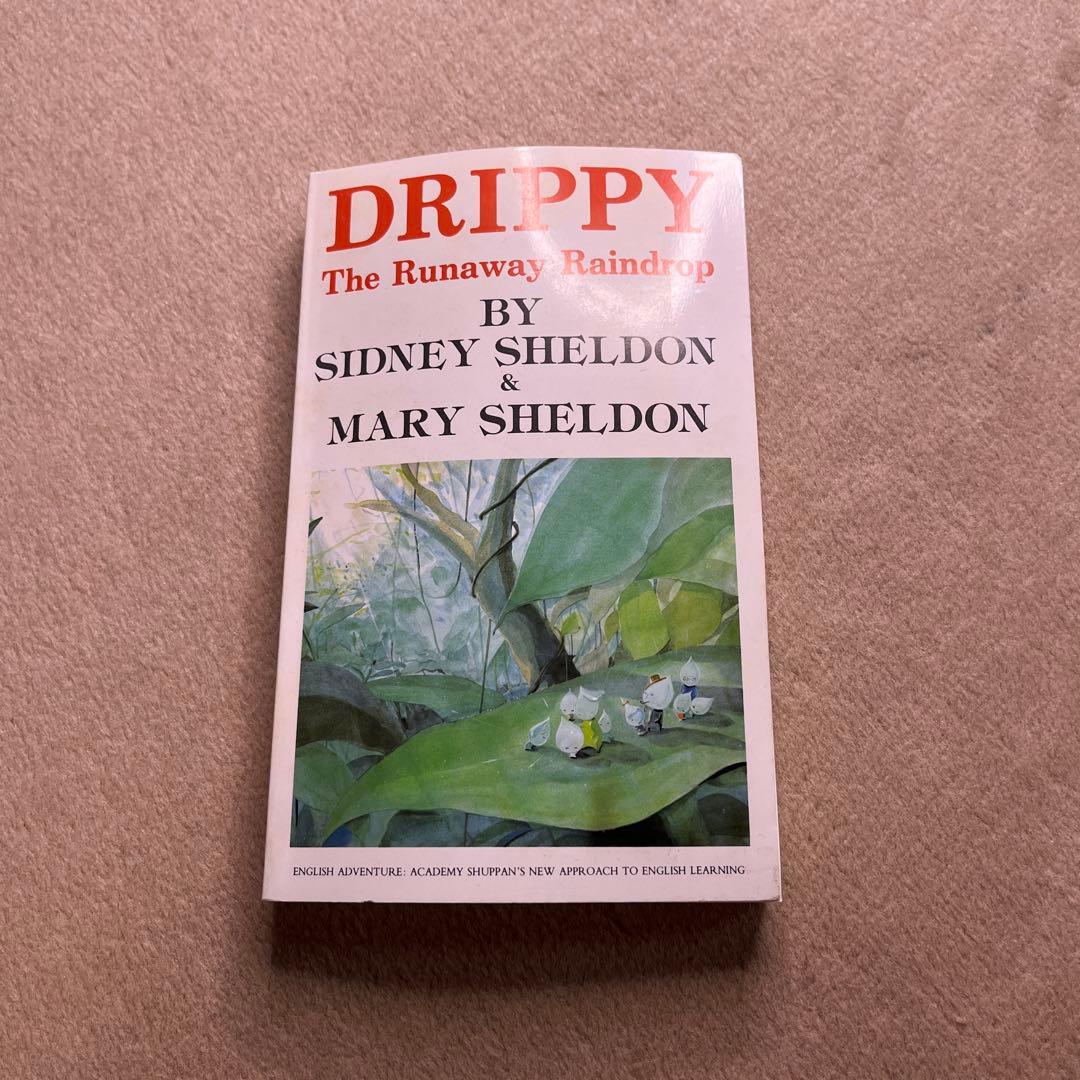 DRIPPY
The Runaway Raindrop
BY
SIDNEY SHELDON
&
MARY SHELDON
ENGLISH ADVENTURE: ACADEMY SHUPPAN'S NEW APPROACH TO ENGLISH LEARNING